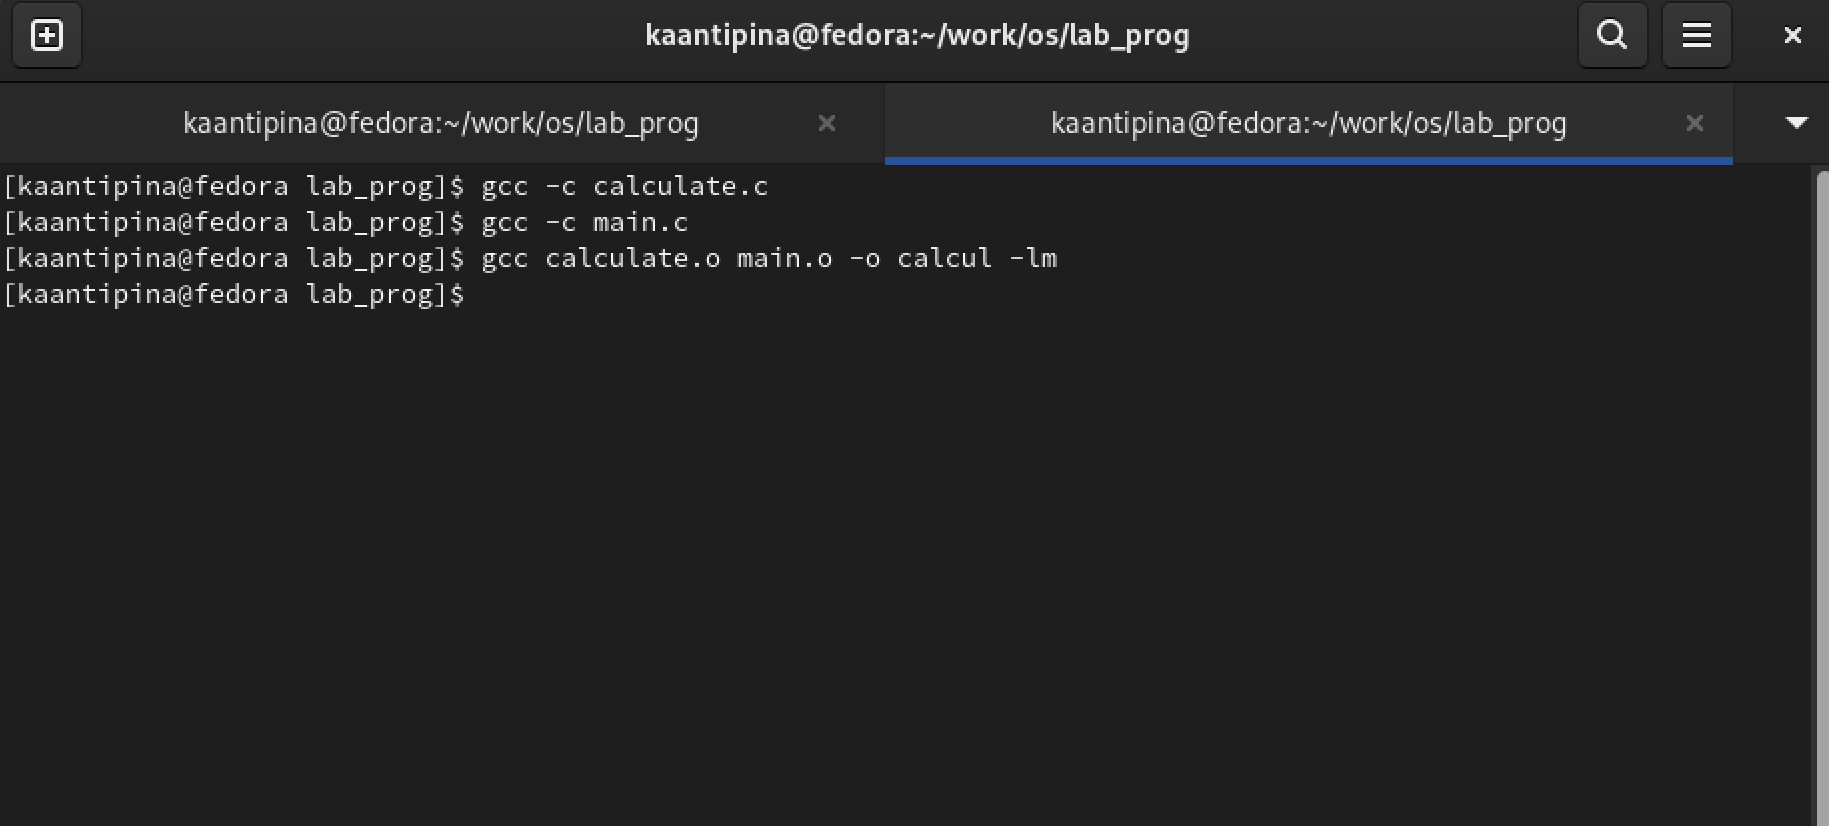 kaantipina@fedora:~/work/os/lab_prog
kaantipina@fedora:~/work/os/lab_prog
kaantipina@fedora:~/work/os/lab_prog
[kaantipina@fedora lab_prog]$ gcc -c calculate.c
[kaantipina@fedora lab_prog]$ gcc -c main.c
[kaantipina@fedora lab_prog]$ gcc calculate.o main.o -o calcul -lm
[kaantipina@fedora lab_prog]$